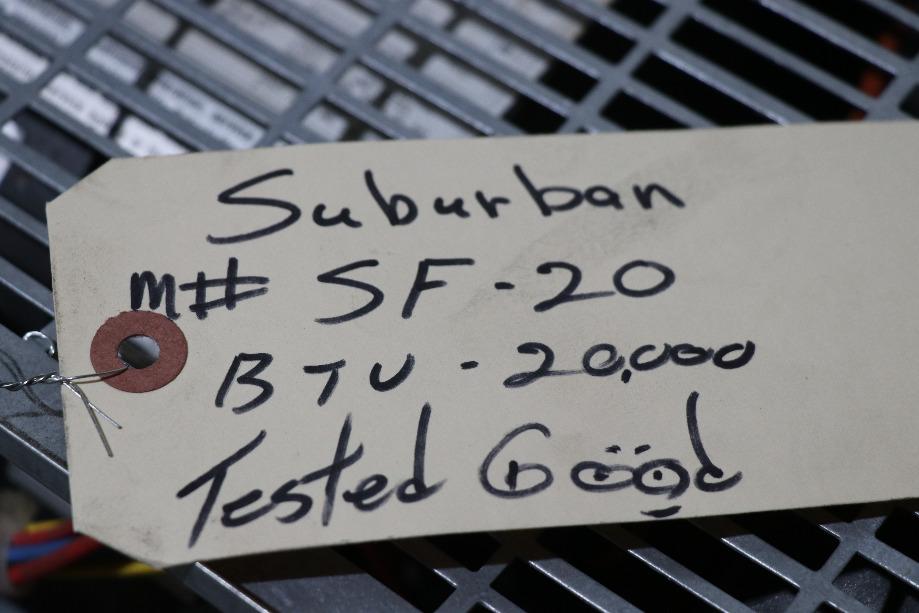 Suburban
m# SF-20
BTU - 20,000
Tested Good